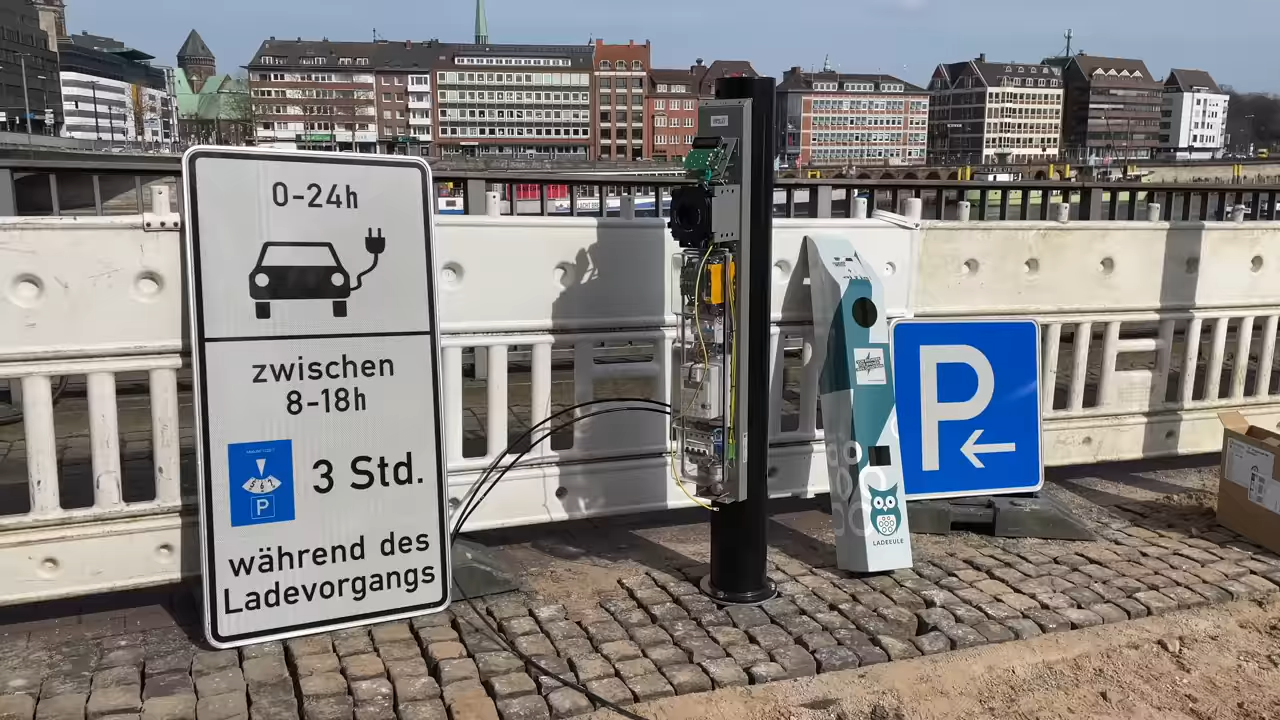 0-24h
zwischen
8-18h
P
3 Std.
während des
Ladevorgangs
LADEEULE
P